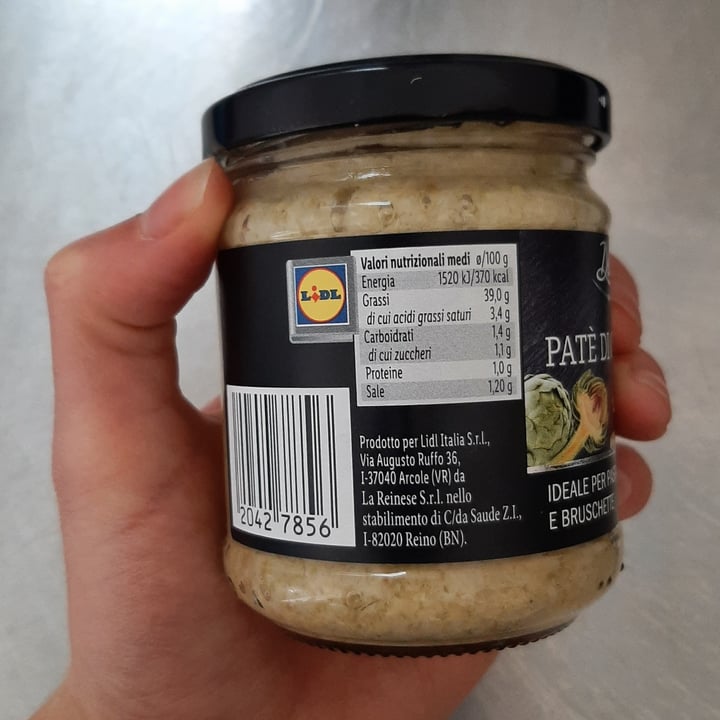 LIDL
Valori nutrizionali medi ø/100 g
Energia 1520 kJ/370 kcal
Grassi 39,0 g
di cui acidi grassi saturi 3,4 g
Carboidrati 1,4 g
di cui zuccheri 1,1 g
Proteine 1,0 g
Sale 1,20 g
2042 7856
Prodotto per Lidl Italia S.r.l.,
Via Augusto Ruffo 36,
I-37040 Arcole (VR) da
La Reinese S.r.l. nello
stabilimento di C/da Saude Z.I.,
I-82020 Reino (BN).
PATÈ DI
IDEALE PER
E BRUSCHETTE